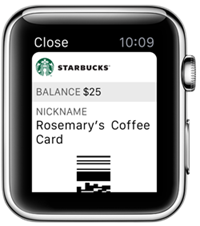 Close 10:09
STARBUCKS®
BALANCE $25
NICKNAME
Rosemary's Coffee
Card